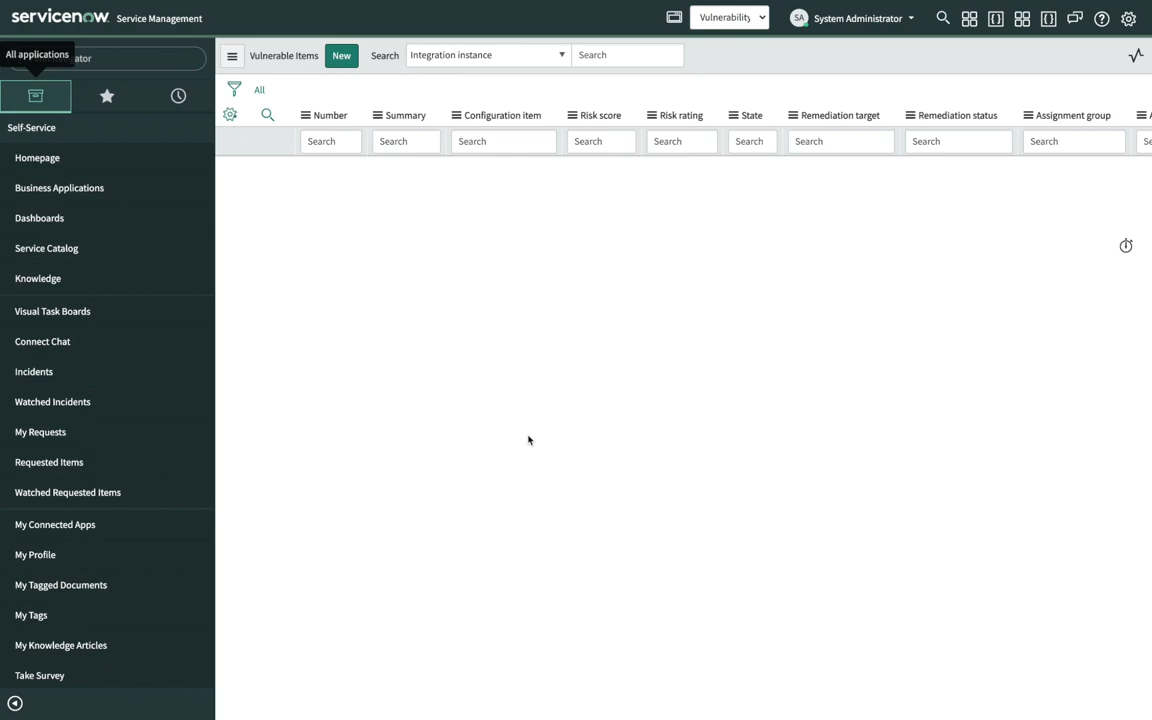 servicenow. Service Management
Vulnerability
SA System Administrator
All applications
ator
Vulnerable Items New Search Integration instance Search
All
Number Summary Configuration item Risk score Risk rating State Remediation target Remediation status Assignment group
Search Search Search Search Search Search Search Search Search Se
Self-Service
Homepage
Business Applications
Dashboards
Service Catalog
Knowledge
Visual Task Boards
Connect Chat
Incidents
Watched Incidents
My Requests
Requested Items
Watched Requested Items
My Connected Apps
My Profile
My Tagged Documents
My Tags
My Knowledge Articles
Take Survey